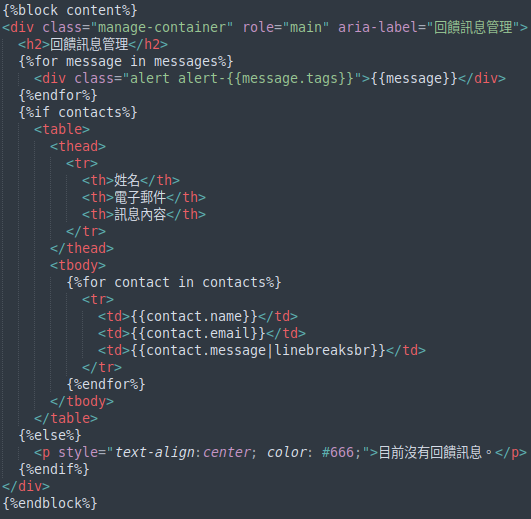 {%block content%}
<div class="manage-container" role="main" aria-label="回饋訊息管理">
  <h2>回饋訊息管理</h2>
  {%for message in messages%}
    <div class="alert alert-{{message.tags}}">{{message}}</div>
  {%endfor%}
  {%if contacts%}
    <table>
      <thead>
        <tr>
          <th>姓名</th>
          <th>電子郵件</th>
          <th>訊息內容</th>
        </tr>
      </thead>
      <tbody>
        {%for contact in contacts%}
          <tr>
            <td>{{contact.name}}</td>
            <td>{{contact.email}}</td>
            <td>{{contact.message|linebreaksbr}}</td>
          </tr>
        {%endfor%}
      </tbody>
    </table>
  {%else%}
    <p style="text-align:center; color: #666;">目前沒有回饋訊息。</p>
  {%endif%}
</div>
{%endblock%}